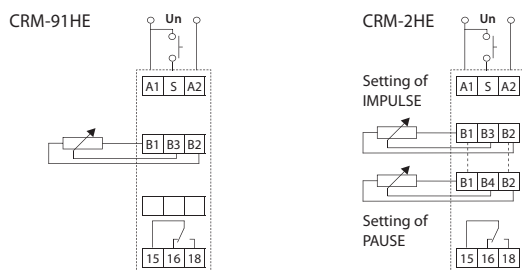 CRM-91HE
Un
A1 S A2
B1 B3 B2
15 16 18
CRM-2HE
Un
Setting of
IMPULSE
A1 S A2
B1 B3 B2
B1 B4 B2
Setting of
PAUSE
15 16 18